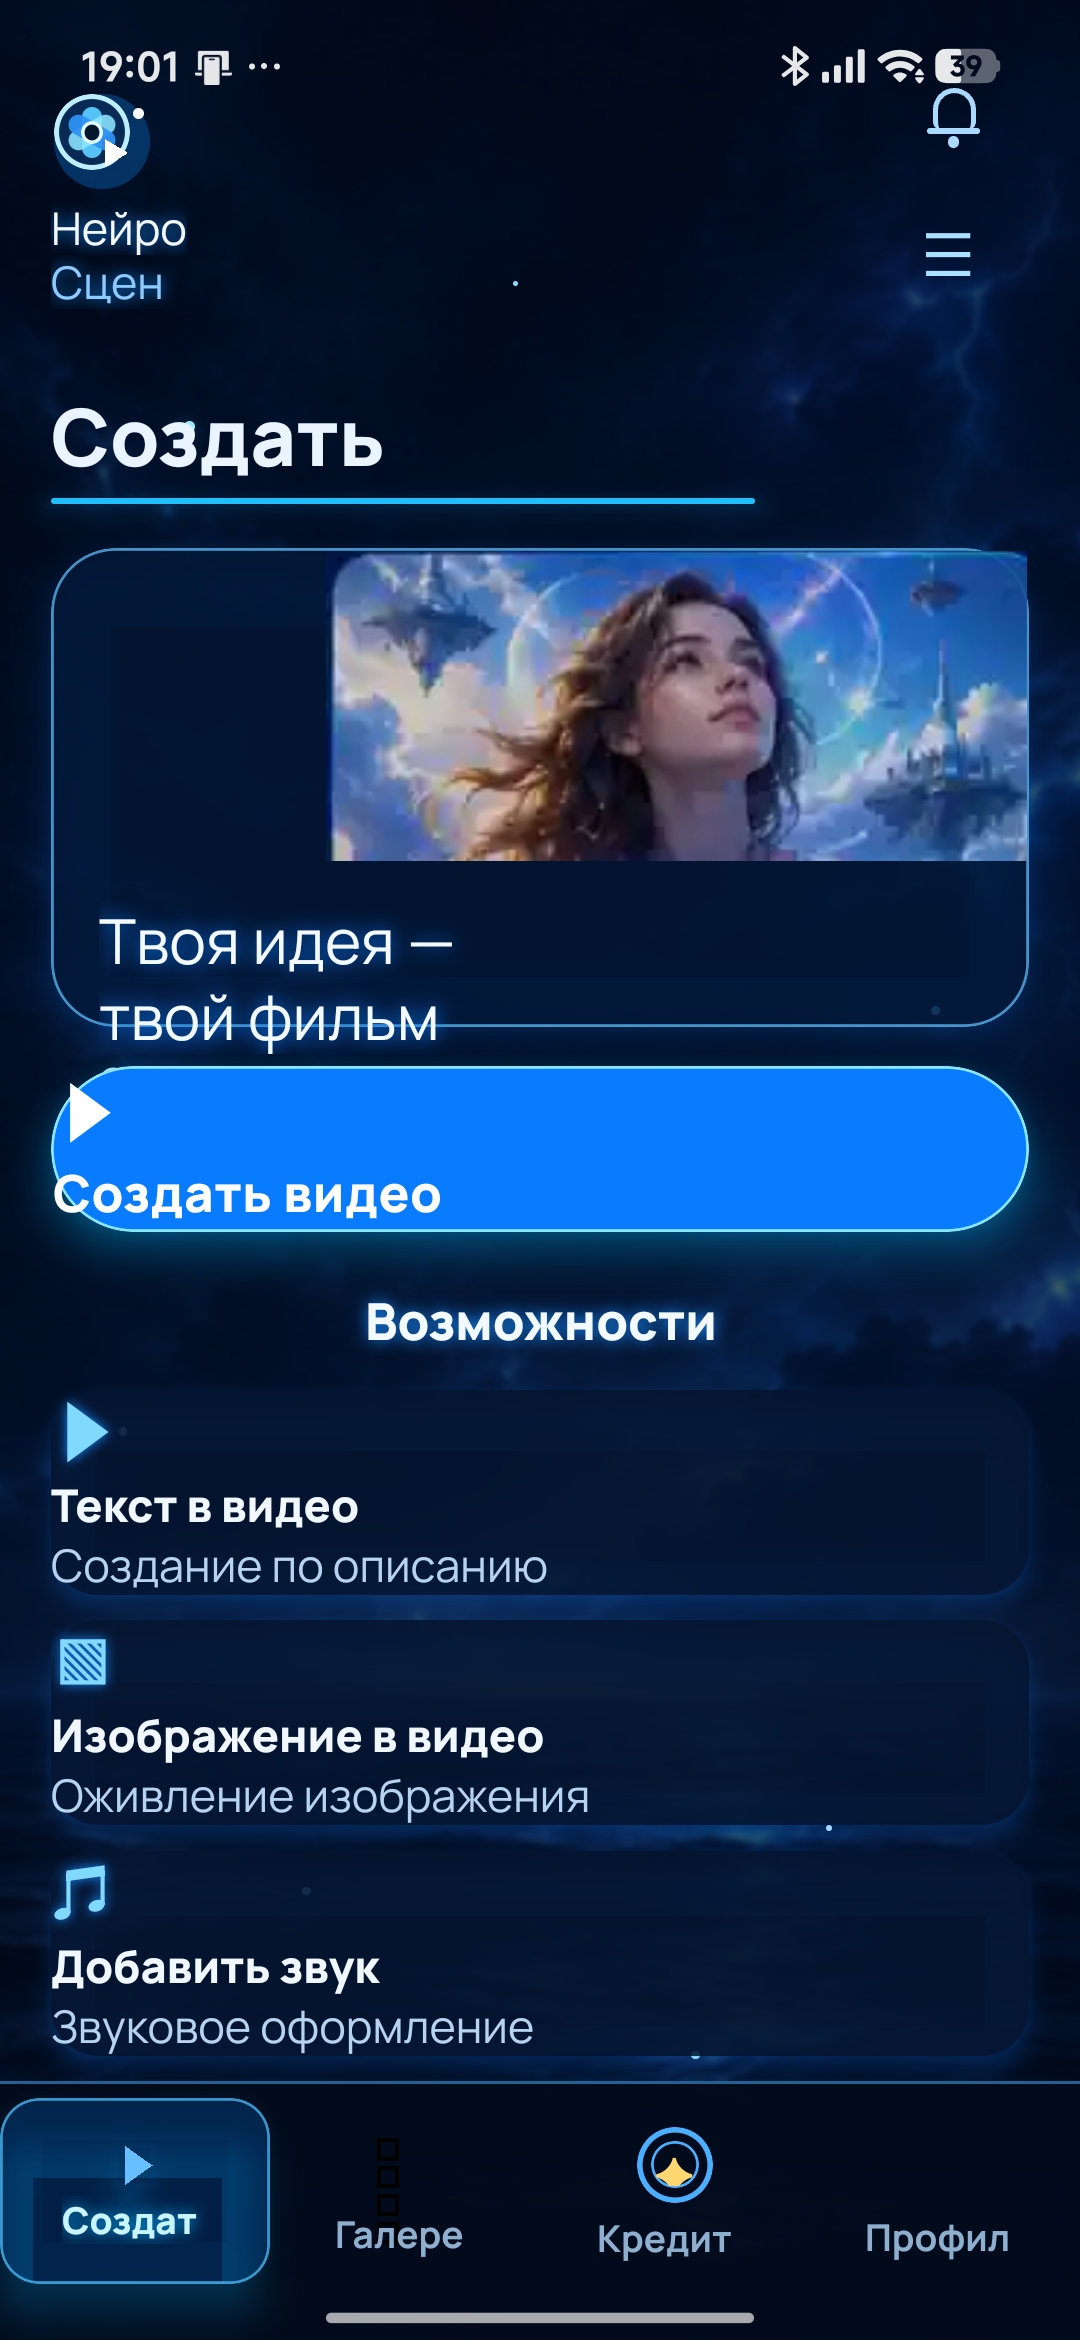 19:01
39
Нейро
Сцен
Создать
Твоя идея —
твой фильм
Создать видео
Возможности
Текст в видео
Создание по описанию
Изображение в видео
Оживление изображения
Добавить звук
Звуковое оформление
Создат
Галере
Кредит
Профил